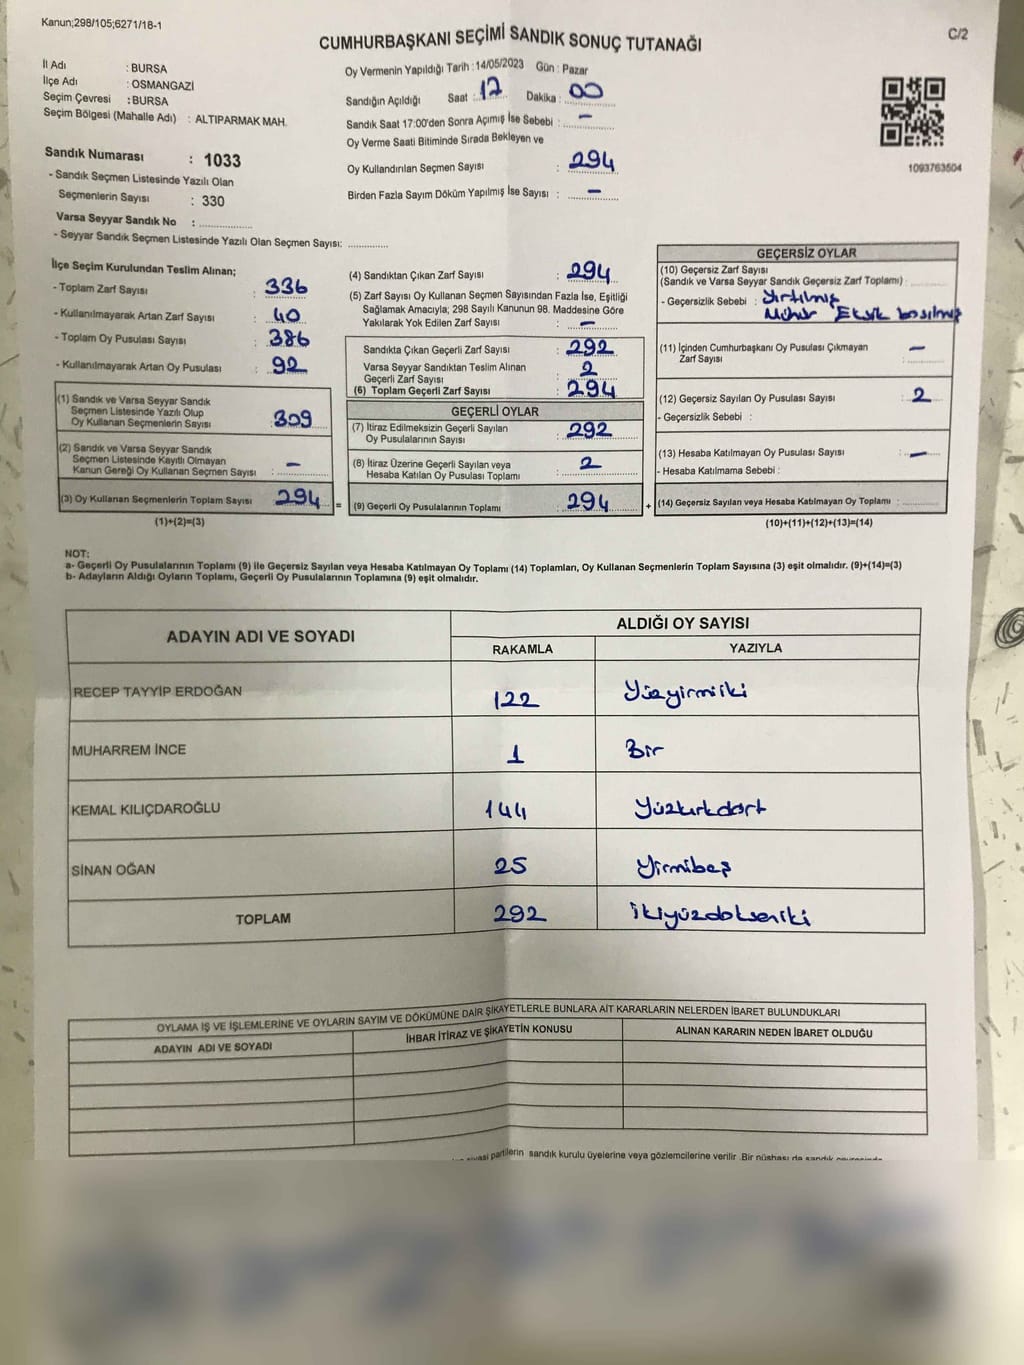 Kanun;298/105;6271/18-1
C/2
CUMHURBAŞKANI SEÇİMİ SANDIK SONUÇ TUTANAĞI
İl Adı : BURSA
İlçe Adı : OSMANGAZİ
Seçim Çevresi : BURSA
Seçim Bölgesi (Mahalle Adı) : ALTIPARMAK MAH.
Sandık Numarası : 1033
- Sandık Seçmen Listesinde Yazılı Olan
Seçmenlerin Sayısı : 330
Varsa Seyyar Sandık No : ................
- Seyyar Sandık Seçmen Listesinde Yazılı Olan Seçmen Sayısı: ............
Oy Vermenin Yapıldığı Tarih : 14/05/2023 Gün : Pazar
Sandığın Açıldığı Saat : 17 Dakika : 00
Sandık Saat 17:00'den Sonra Açımış İse Sebebi : -
Oy Verme Saati Bitiminde Sırada Bekleyen ve
Oy Kullandırılan Seçmen Sayısı : 294
Birden Fazla Sayım Döküm Yapılmış İse Sayısı : -
1093763504
İlçe Seçim Kurulundan Teslim Alınan;
- Toplam Zarf Sayısı : 336
- Kullanılmayarak Artan Zarf Sayısı : 40
- Toplam Oy Pusulası Sayısı : 386
- Kullanılmayarak Artan Oy Pusulası : 92
(1) Sandık ve Varsa Seyyar Sandık
Seçmen Listesinde Yazılı Olup
Oy Kullanan Seçmenlerin Sayısı : 309
(2) Sandık ve Varsa Seyyar Sandık
Seçmen Listesinde Kayıtlı Olmayan
Kanun Gereği Oy Kullanan Seçmen Sayısı : -
(3) Oy Kullanan Seçmenlerin Toplam Sayısı 294 =
(1)+(2)=(3)
(4) Sandıktan Çıkan Zarf Sayısı : 294
(5) Zarf Sayısı Oy Kullanan Seçmen Sayısından Fazla İse, Eşitliği
Sağlamak Amacıyla; 298 Sayılı Kanunun 98. Maddesine Göre
Yakılarak Yok Edilen Zarf Sayısı : -
Sandıkta Çıkan Geçerli Zarf Sayısı : 292
Varsa Seyyar Sandıktan Teslim Alınan
Geçerli Zarf Sayısı : 2
(6) Toplam Geçerli Zarf Sayısı : 294
GEÇERLİ OYLAR
(7) İtiraz Edilmeksizin Geçerli Sayılan
Oy Pusulalarının Sayısı : 292
(8) İtiraz Üzerine Geçerli Sayılan veya
Hesaba Katılan Oy Pusulası Toplamı : 2
(9) Geçerli Oy Pusulalarının Toplamı : 294 +
GEÇERSİZ OYLAR
(10) Geçersiz Zarf Sayısı
(Sandık ve Varsa Seyyar Sandık Geçersiz Zarf Toplamı) :
- Geçersizlik Sebebi : Yırtılmış
Mühür Eksik basılmış
(11) İçinden Cumhurbaşkanı Oy Pusulası Çıkmayan
Zarf Sayısı : -
(12) Geçersiz Sayılan Oy Pusulası Sayısı : 2
- Geçersizlik Sebebi :
(13) Hesaba Katılmayan Oy Pusulası Sayısı : -
- Hesaba Katılmama Sebebi :
(14) Geçersiz Sayılan veya Hesaba Katılmayan Oy Toplamı :
(10)+(11)+(12)+(13)=(14)
NOT:
a- Geçerli Oy Pusulalarının Toplamı (9) ile Geçersiz Sayılan veya Hesaba Katılmayan Oy Toplamı (14) Toplamları, Oy Kullanan Seçmenlerin Toplam Sayısına (3) eşit olmalıdır. (9)+(14)=(3)
b- Adayların Aldığı Oyların Toplamı, Geçerli Oy Pusulalarının Toplamına (9) eşit olmalıdır.
ADAYIN ADI VE SOYADI
ALDIĞI OY SAYISI
RAKAMLA YAZIYLA
RECEP TAYYİP ERDOĞAN 122 Yüzyirmiiki
MUHARREM İNCE 1 Bir
KEMAL KILIÇDAROĞLU 144 Yüzkırkdört
SİNAN OĞAN 25 Yirmibeş
TOPLAM 292 ikiyüzdokseniki
OYLAMA İŞ VE İŞLEMLERİNE VE OYLARIN SAYIM VE DÖKÜMÜNE DAİR ŞİKAYETLERLE BUNLARA AİT KARARLARIN NELERDEN İBARET BULUNDUKLARI
ADAYIN ADI VE SOYADI İHBAR İTİRAZ VE ŞİKAYETİN KONUSU ALINAN KARARIN NEDEN İBARET OLDUĞU
siyasi partilerin sandık kurulu üyelerine veya gözlemcilerine verilir .Bir nüshası da sandık